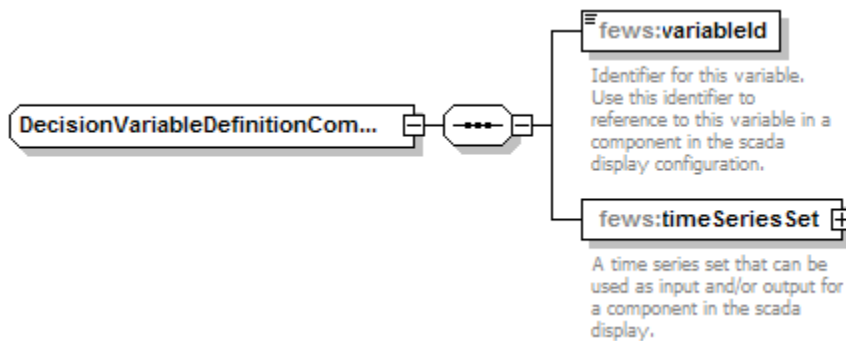 fews:variableId
Identifier for this variable.
Use this identifier to
reference to this variable in a
component in the scada
display configuration.
DecisionVariableDefinitionCom...
fews:timeSeriesSet
A time series set that can be
used as input and/or output for
a component in the scada
display.